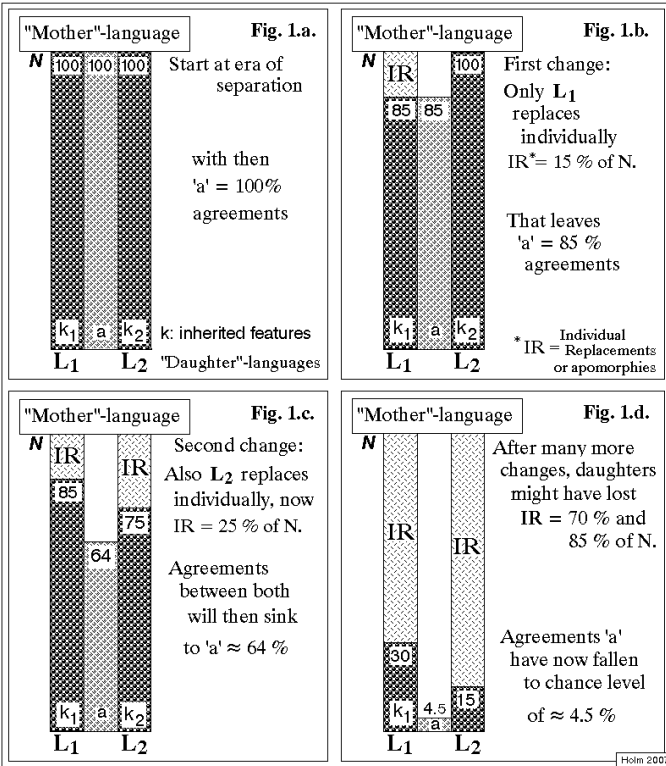 "Mother"-language
Fig. 1.a.
N
100 100 100
Start at era of
separation
with then
'a' = 100%
agreements
k1 a k2
k: inherited features
L1 L2
"Daughter"-languages
"Mother"-language
Fig. 1.b.
N
IR
100
85 85
First change:
Only L1
replaces
individually
IR*= 15 % of N.
That leaves
'a' = 85 %
agreements
k1 a k2
L1 L2
* IR = Individual
Replacements
or apomorphies
"Mother"-language
Fig. 1.c.
N
IR
IR
85
75
64
Second change:
Also L2 replaces
individually, now
IR = 25 % of N.
Agreements
between both
will then sink
to 'a' ≈ 64 %
k1 a k2
L1 L2
"Mother"-language
Fig. 1.d.
N
IR
IR
After many more
changes, daughters
might have lost
IR = 70 % and
85 % of N.
30
4.5
15
Agreements 'a'
have now fallen
to chance level
of ≈ 4.5 %
k1 a
L1 L2
Holm